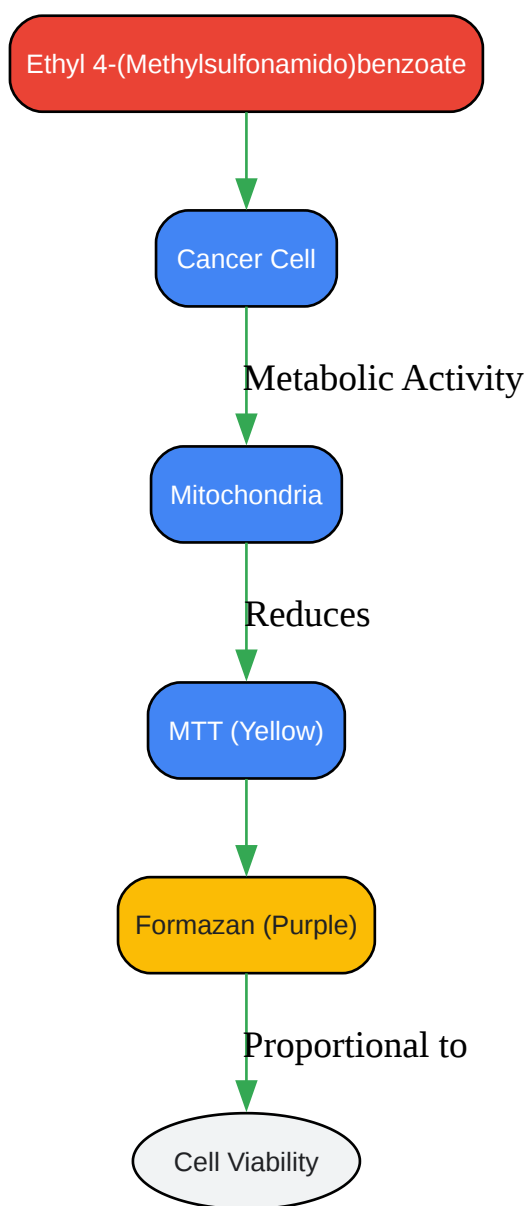 Ethyl 4-(Methylsulfonamido)benzoate
Cancer Cell
Metabolic Activity
Mitochondria
Reduces
MTT (Yellow)
Formazan (Purple)
Proportional to
Cell Viability